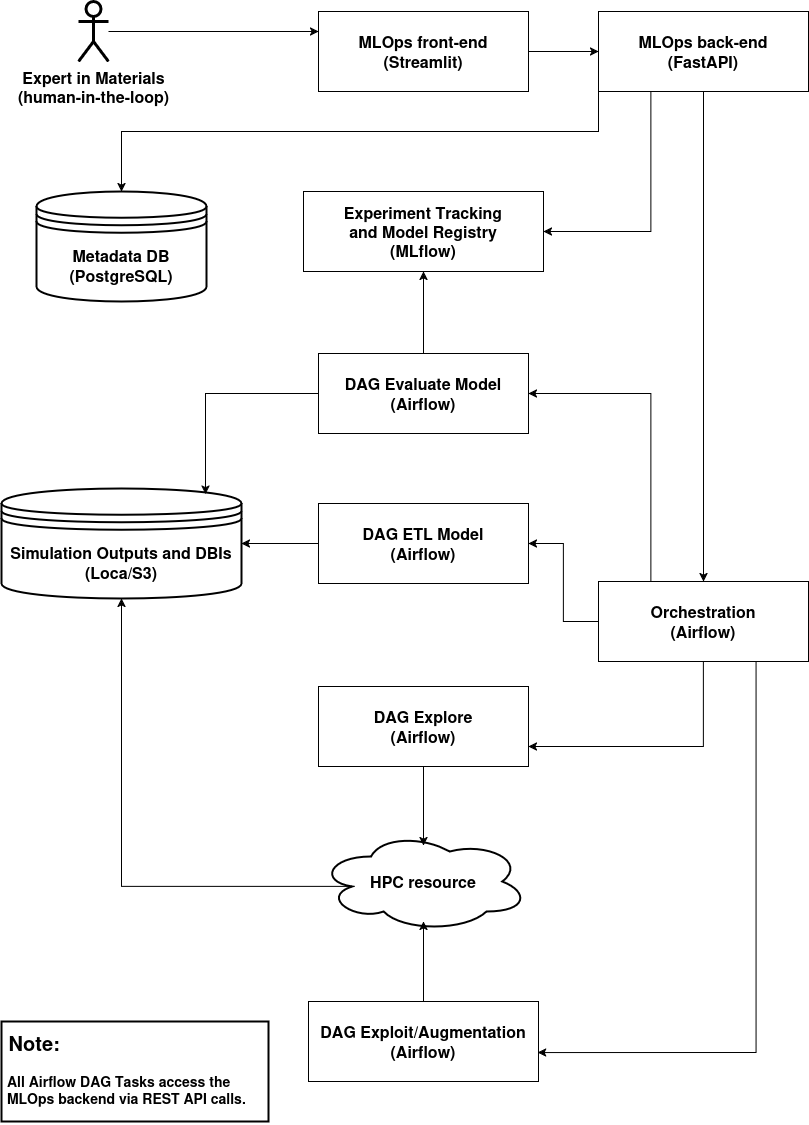 Expert in Materials
(human-in-the-loop)
MLOps front-end
(Streamlit)
MLOps back-end
(FastAPI)
Metadata DB
(PostgreSQL)
Experiment Tracking
and Model Registry
(MLflow)
DAG Evaluate Model
(Airflow)
Simulation Outputs and DBIs
(Loca/S3)
DAG ETL Model
(Airflow)
Orchestration
(Airflow)
DAG Explore
(Airflow)
HPC resource
DAG Exploit/Augmentation
(Airflow)
Note:
All Airflow DAG Tasks access the
MLOps backend via REST API calls.